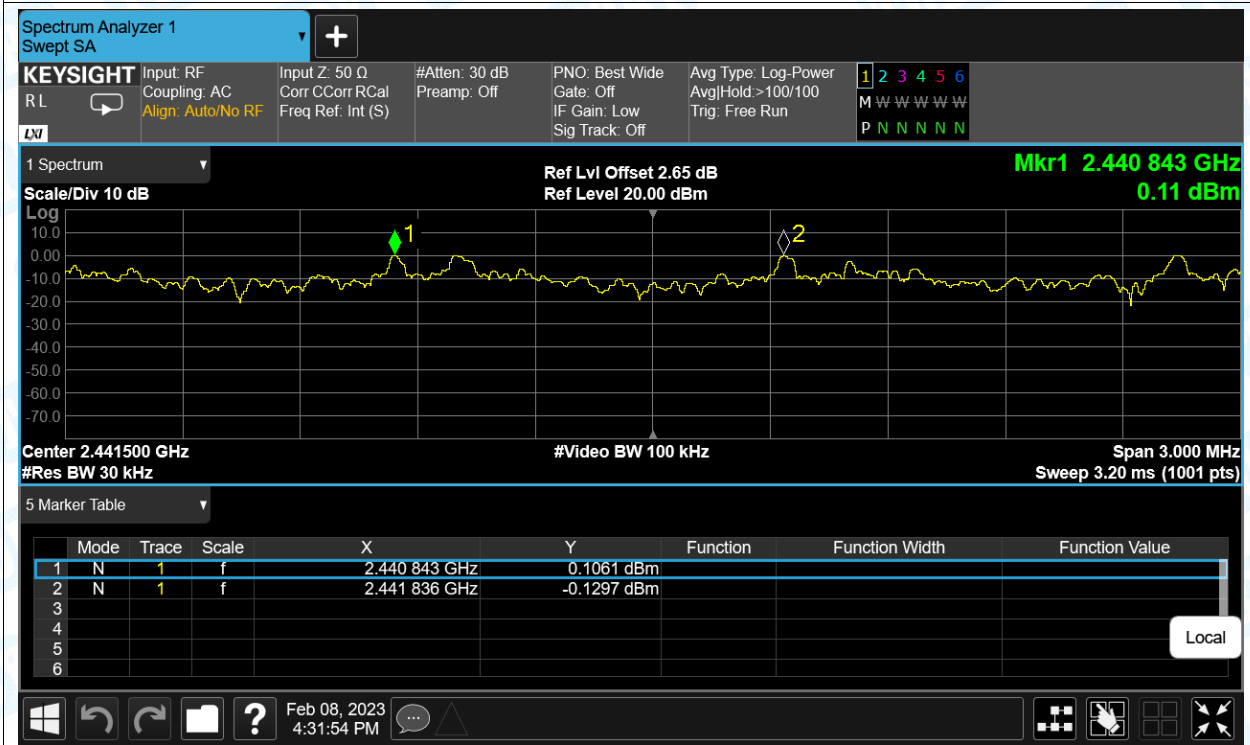 Spectrum Analyzer 1
Swept SA
KEYSIGHT
R L
LXI
Input: RF
Coupling: AC
Align: Auto/No RF
Input Z: 50 Ω
Corr CCorr RCal
Freq Ref: Int (S)
#Atten: 30 dB
Preamp: Off
PNO: Best Wide
Gate: Off
IF Gain: Low
Sig Track: Off
Avg Type: Log-Power
Avg|Hold:>100/100
Trig: Free Run
1 2 3 4 5 6
M W W W W W
P N N N N N
1 Spectrum
Scale/Div 10 dB
Ref Lvl Offset 2.65 dB
Ref Level 20.00 dBm
Mkr1 2.440 843 GHz
0.11 dBm
Log
10.0
0.00
-10.0
-20.0
-30.0
-40.0
-50.0
-60.0
-70.0
1
2
Center 2.441500 GHz
#Res BW 30 kHz
#Video BW 100 kHz
Span 3.000 MHz
Sweep 3.20 ms (1001 pts)
5 Marker Table
Mode Trace Scale X Y Function Function Width Function Value
1 N 1 f 2.440 843 GHz 0.1061 dBm
2 N 1 f 2.441 836 GHz -0.1297 dBm
3
4
5
6
Local
?
Feb 08, 2023
4:31:54 PM